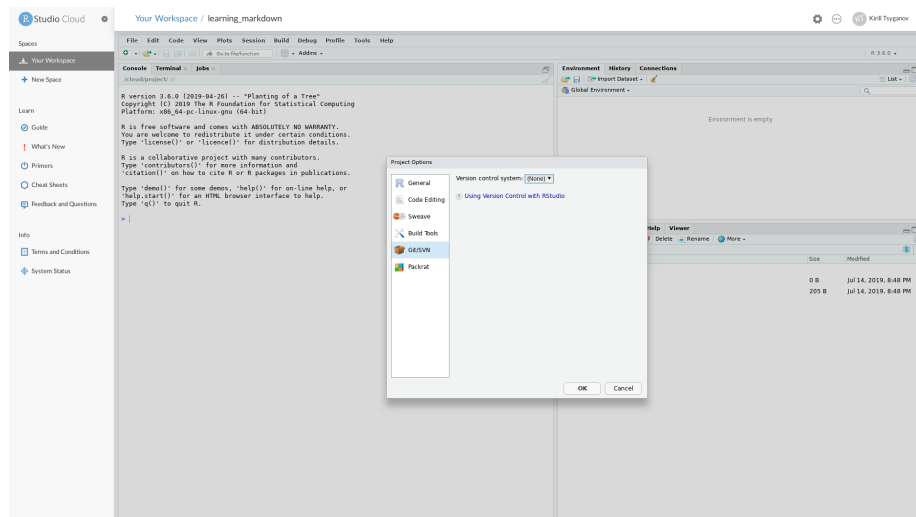 R Studio Cloud
Your Workspace / learning_markdown
KT Kirill Tsyganov
Spaces
Your Workspace
New Space
Learn
Guide
What's New
Primers
Cheat Sheets
Feedback and Questions
Info
Terms and Conditions
System Status
File Edit Code View Plots Session Build Debug Profile Tools Help
Go to file/function
Addins
R 3.6.0
Console Terminal Jobs
/cloud/project/
R version 3.6.0 (2019-04-26) -- "Planting of a Tree"
Copyright (C) 2019 The R Foundation for Statistical Computing
Platform: x86_64-pc-linux-gnu (64-bit)
R is free software and comes with ABSOLUTELY NO WARRANTY.
You are welcome to redistribute it under certain conditions.
Type 'license()' or 'licence()' for distribution details.
R is a collaborative project with many contributors.
Type 'contributors()' for more information and
'citation()' on how to cite R or R packages in publications.
Type 'demo()' for some demos, 'help()' for on-line help, or
'help.start()' for an HTML browser interface to help.
Type 'q()' to quit R.
>
Environment History Connections
Import Dataset
List
Global Environment
Environment is empty
Project Options
General
Code Editing
Sweave
Build Tools
Git/SVN
Packrat
Version control system: (None)
Using Version Control with RStudio
OK Cancel
Help Viewer
Delete Rename More
Size Modified
0 B Jul 14, 2019, 8:48 PM
205 B Jul 14, 2019, 8:48 PM